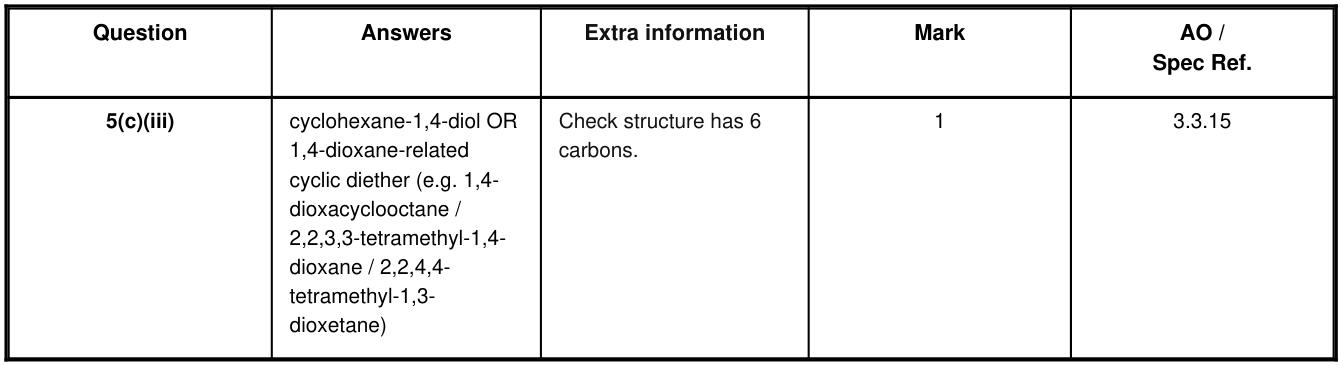 Question Answers Extra information Mark AO /
Spec Ref.
5(c)(iii) cyclohexane-1,4-diol OR Check structure has 6 1 3.3.15
1,4-dioxane-related carbons.
cyclic diether (e.g. 1,4-
dioxacyclooctane /
2,2,3,3-tetramethyl-1,4-
dioxane / 2,2,4,4-
tetramethyl-1,3-
dioxetane)